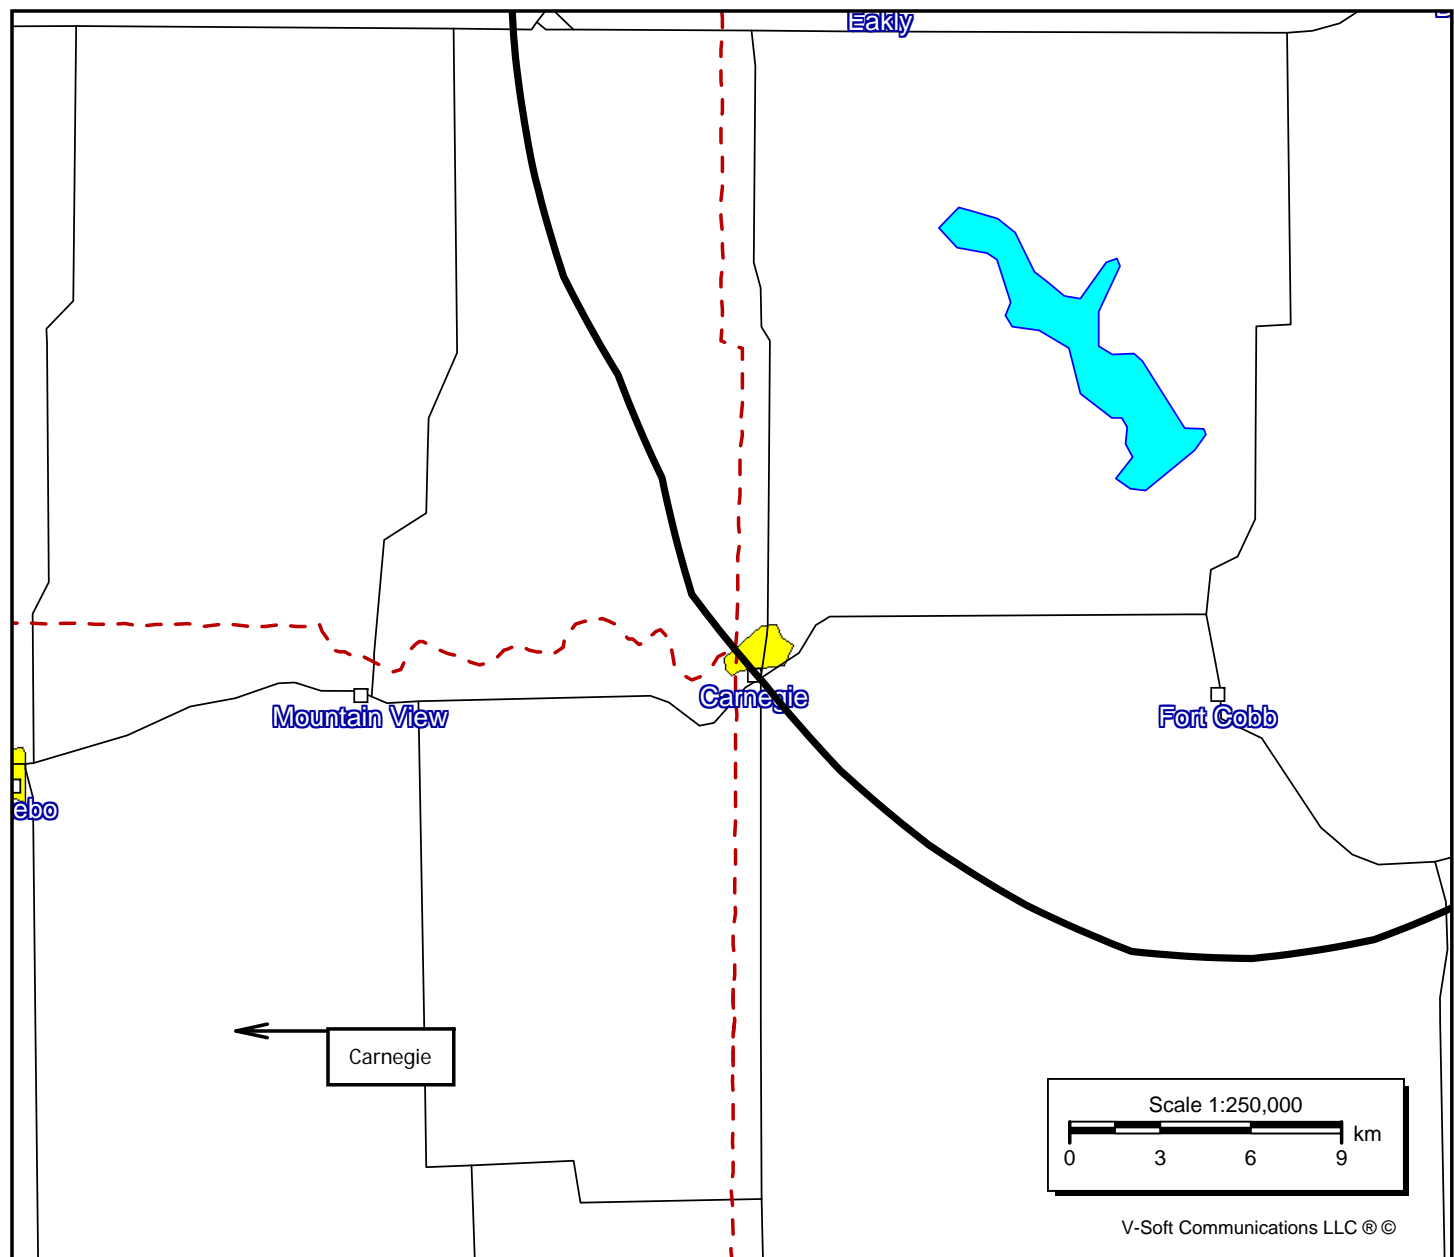 Eakly
Carnegie
Mountain View
Fort Cobb
ebo
Carnegie
Scale 1:250,000
km
0 3 6 9
V-Soft Communications LLC ® ©